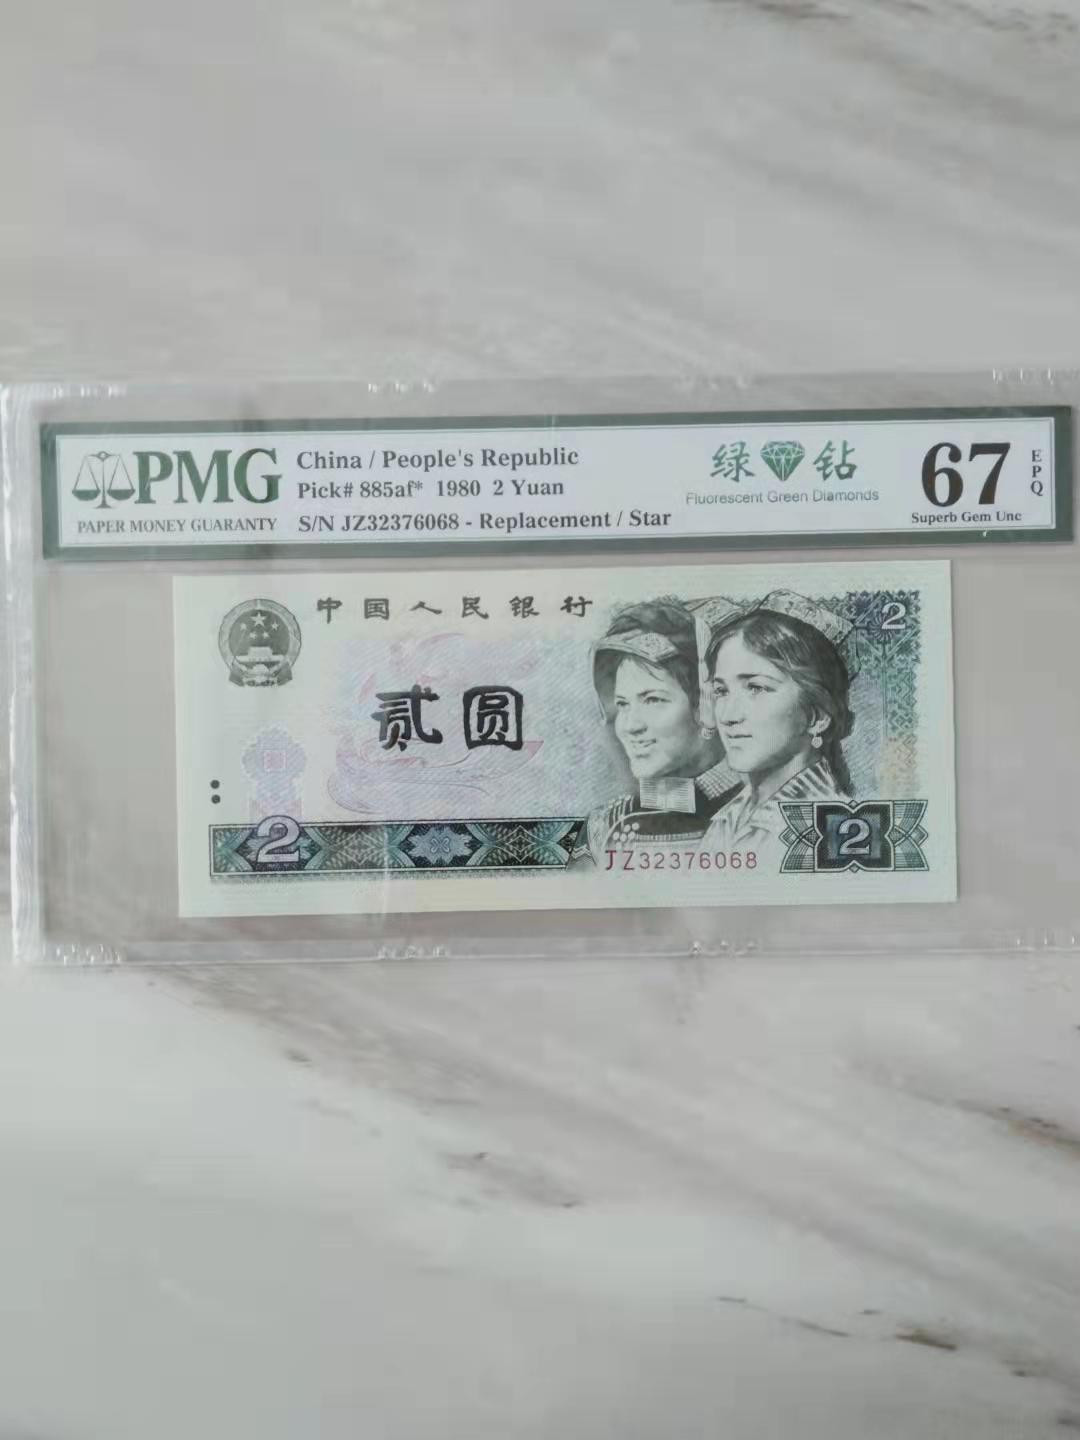 PMG
PAPER MONEY GUARANTY
China / People's Republic
Pick# 885af* 1980 2 Yuan
S/N JZ32376068 - Replacement / Star
绿钻
Fluorescent Green Diamonds
67
EPQ
Superb Gem Unc
中国人民银行
2
贰圆
2
JZ32376068
2